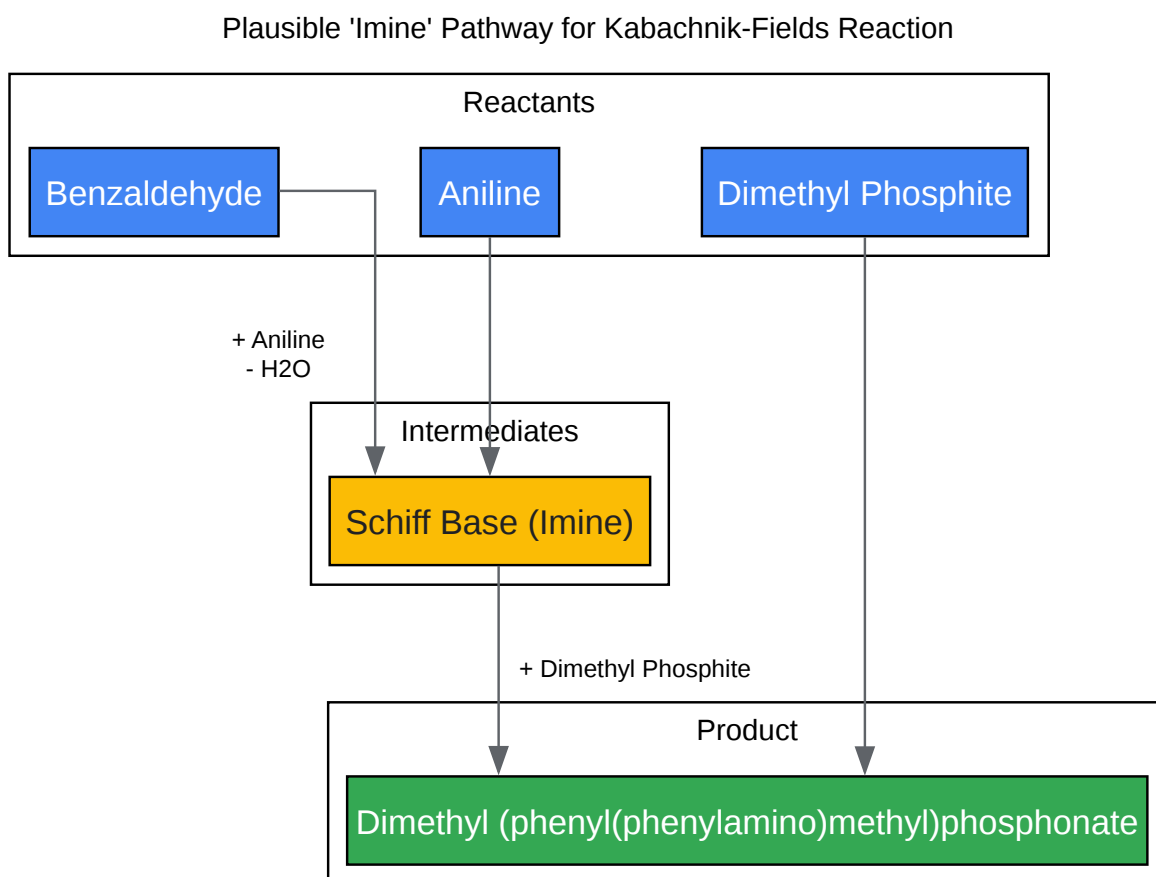 Plausible 'Imine' Pathway for Kabachnik-Fields Reaction
Reactants
Benzaldehyde
Aniline
Dimethyl Phosphite
+ Aniline
- H2O
Intermediates
Schiff Base (Imine)
+ Dimethyl Phosphite
Product
Dimethyl (phenyl(phenylamino)methyl)phosphonate